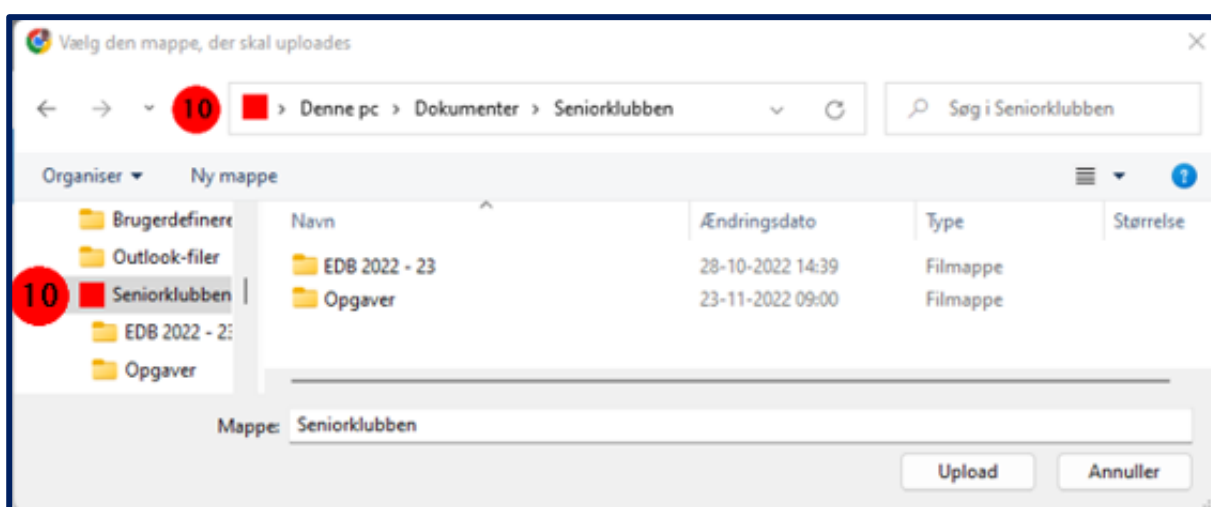 Vælg den mappe, der skal uploades
10 > Denne pc > Dokumenter > Seniorklubben Søg i Seniorklubben
Organiser Ny mappe ?
Navn Ændringsdato Type Størrelse
Brugerdefinere
Outlook-filer
10 Seniorklubben
EDB 2022 - 23
Opgaver
EDB 2022 - 23 28-10-2022 14:39 Filmappe
Opgaver 23-11-2022 09:00 Filmappe
Mappe: Seniorklubben
Upload Annuller